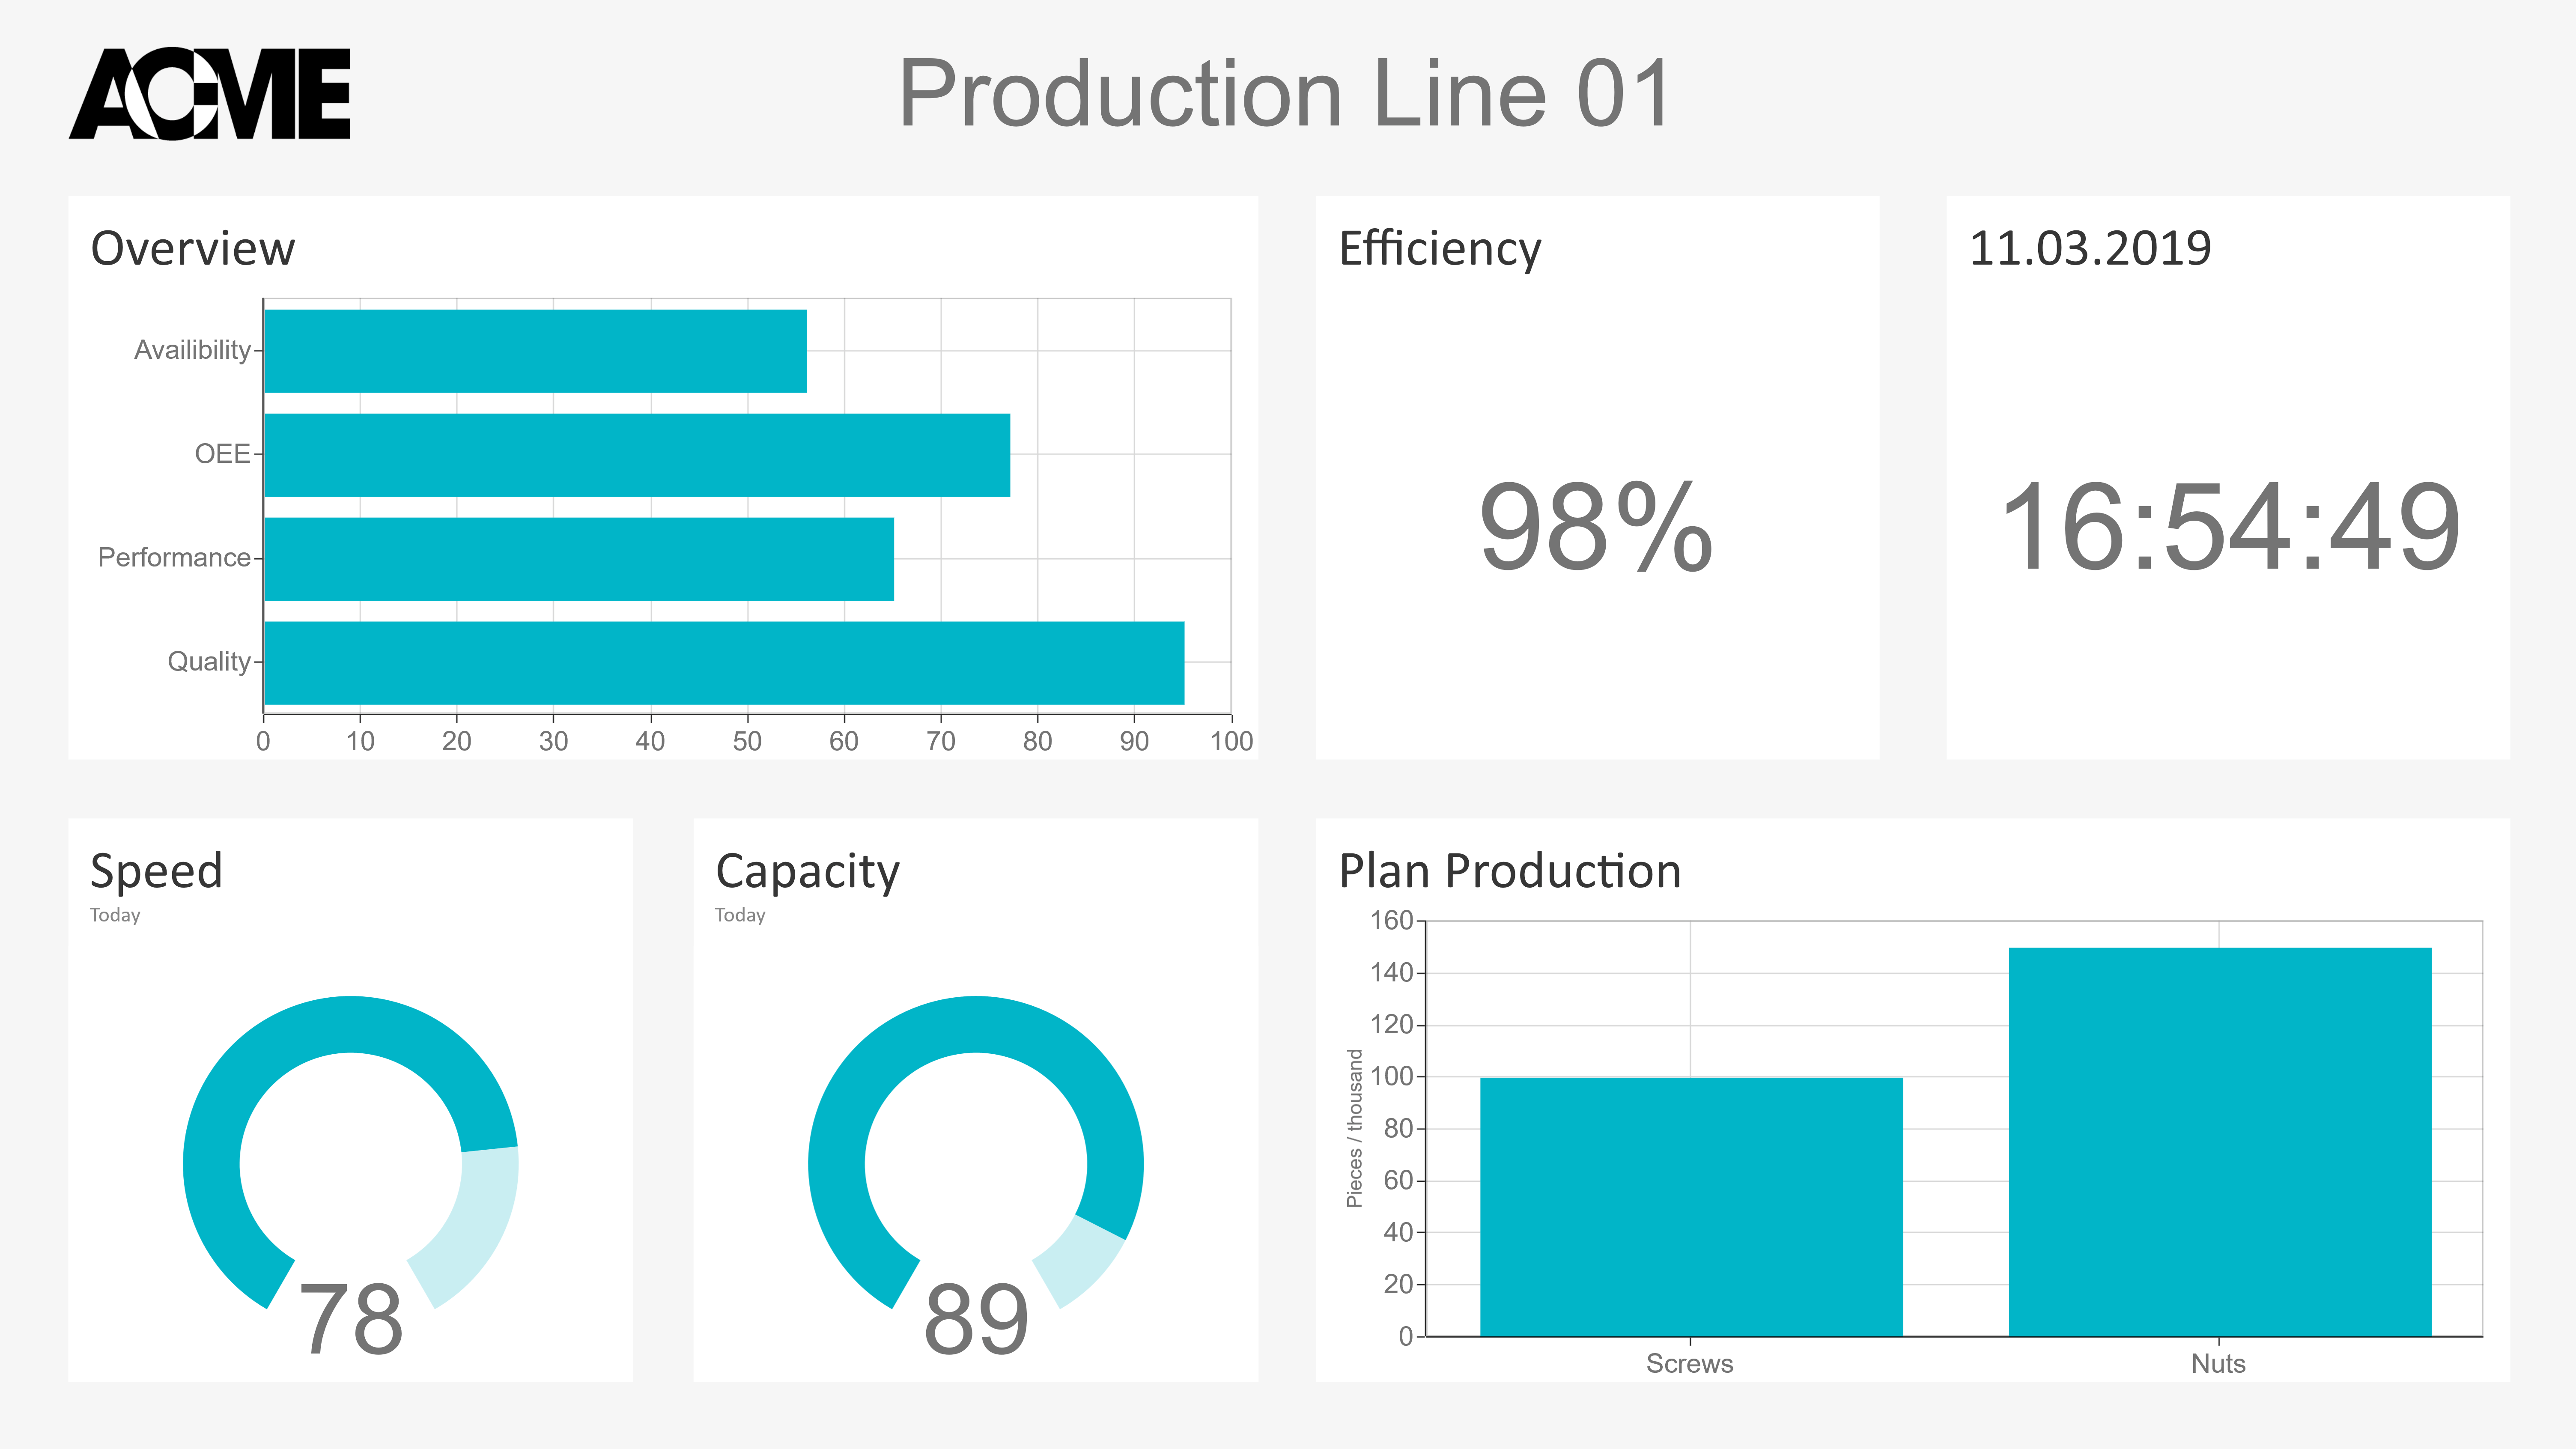 ACME
Production Line 01
Overview
Availibility
OEE
Performance
Quality
0 10 20 30 40 50 60 70 80 90 100
Efficiency
98%
11.03.2019
16:54:49
Speed
Today
78
Capacity
Today
89
Plan Production
Pieces / thousand
160
140
120
100
80
60
40
20
0
Screws Nuts